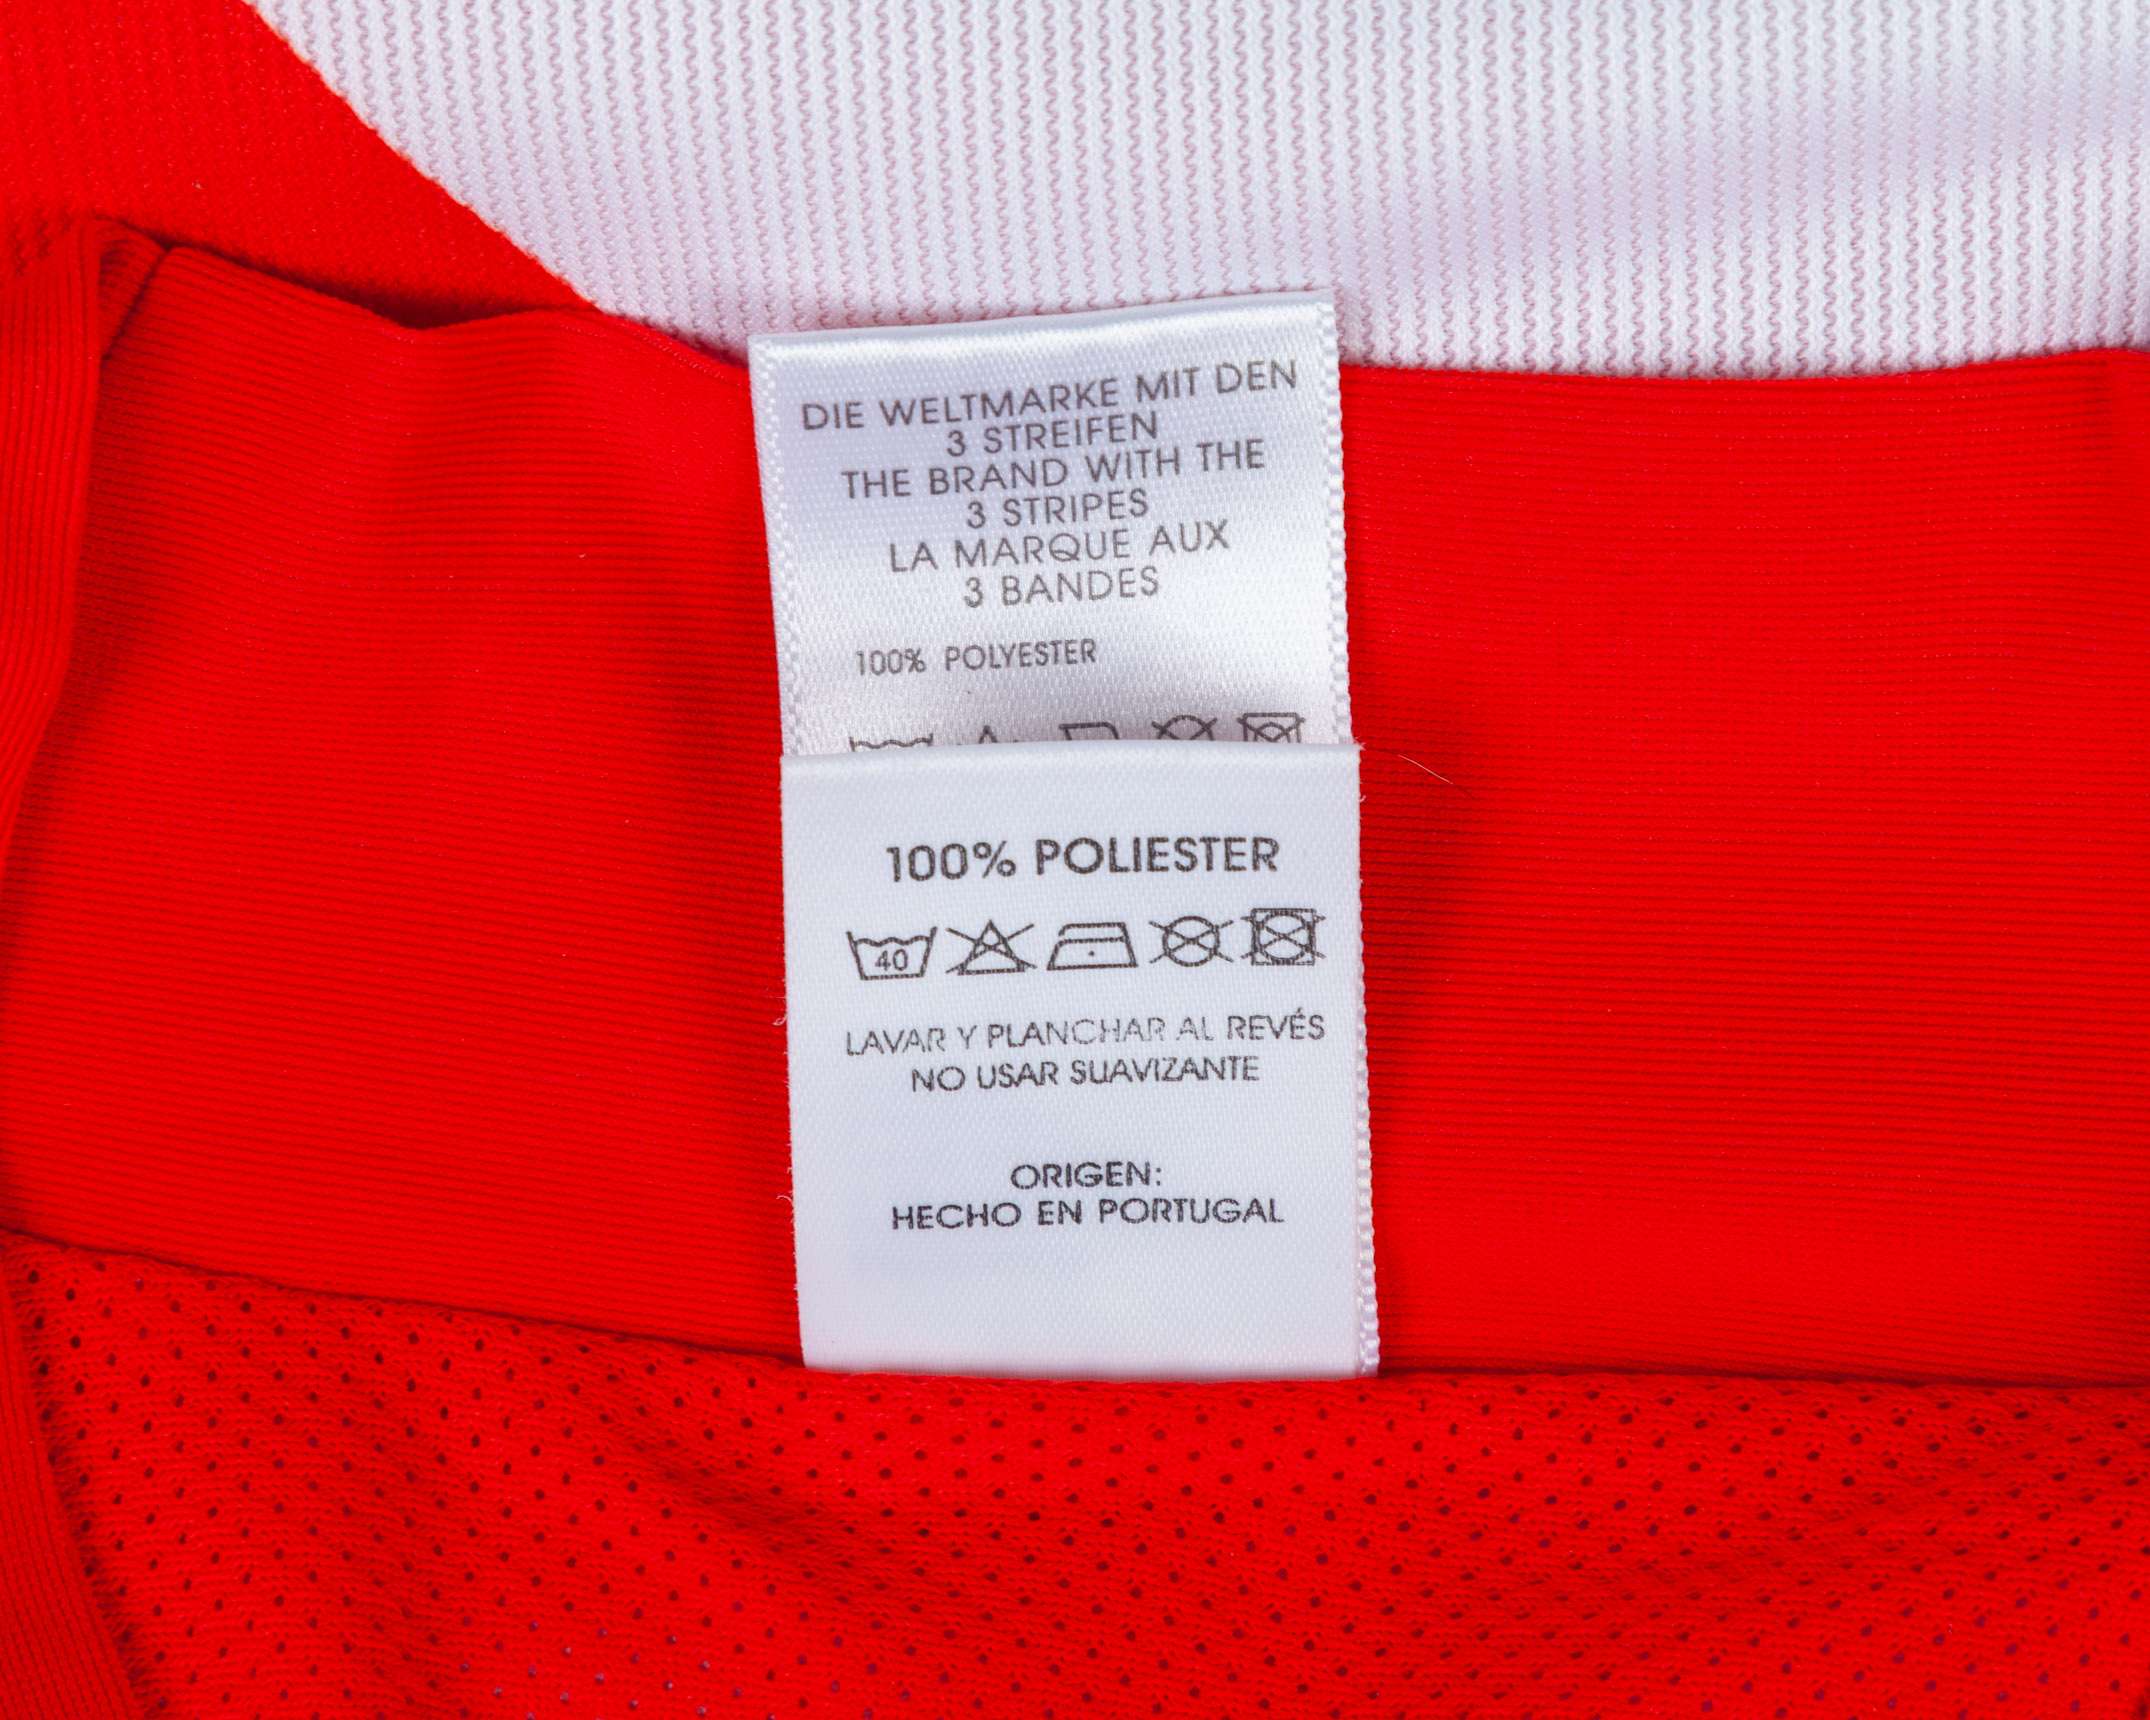 DIE WELTMARKE MIT DEN
3 STREIFEN
THE BRAND WITH THE
3 STRIPES
LA MARQUE AUX
3 BANDES
100% POLYESTER
100% POLIESTER
40
LAVAR Y PLANCHAR AL REVÉS
NO USAR SUAVIZANTE
ORIGEN:
HECHO EN PORTUGAL